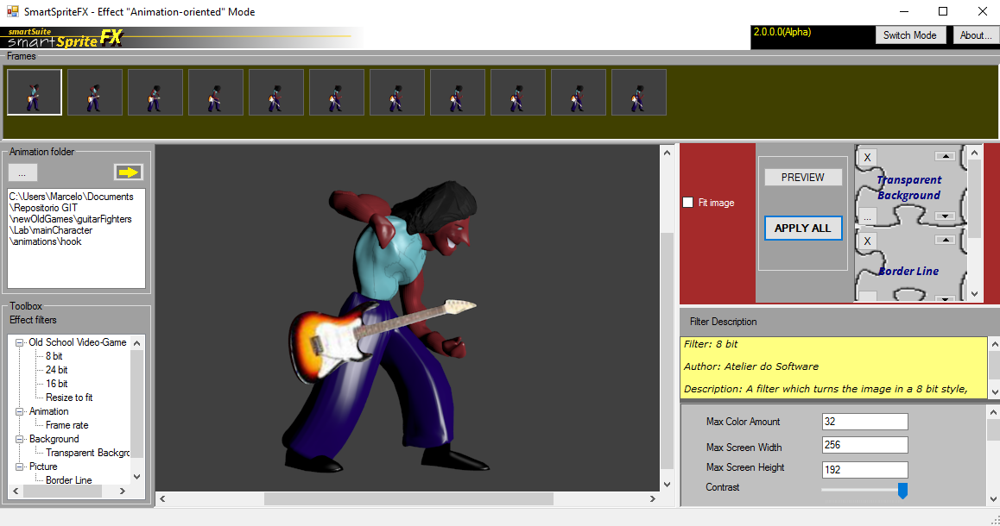 SmartSpriteFX - Effect "Animation-oriented" Mode
smartSuite
smartSpriteFX
2.0.0.0(Alpha)
Switch Mode
About...
Frames
Animation folder
...
C:\Users\Marcelo\Documents
\Repositorio GIT
\newOldGames\guitarFighters
\Lab\mainCharacter
\animations\hook
Toolbox
Effect filters
Old School Video-Game
8 bit
24 bit
16 bit
Resize to fit
Animation
Frame rate
Background
Transparent Backgro
Picture
Border Line
Fit image
PREVIEW
APPLY ALL
X
Transparent
Background
...
X
Border Line
Filter Description
Filter: 8 bit
Author: Atelier do Software
Description: A filter which turns the image in a 8 bit style,
Max Color Amount
32
Max Screen Width
256
Max Screen Height
192
Contrast